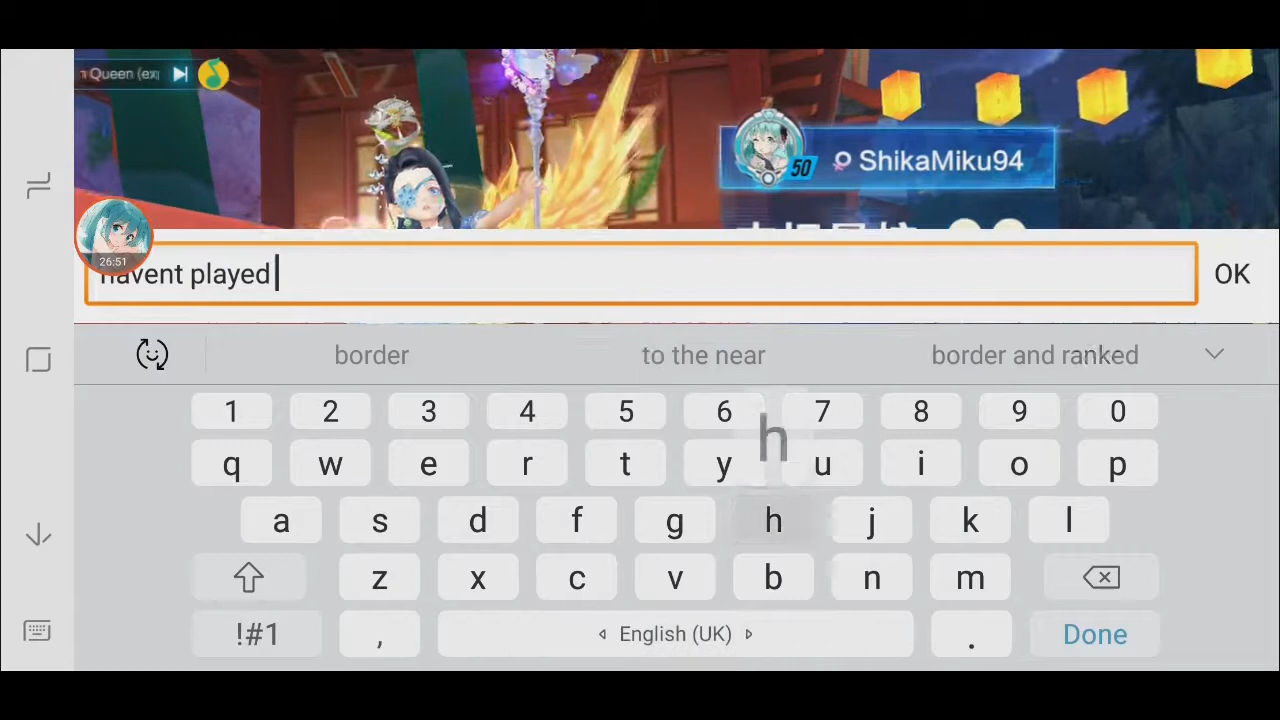 n Queen (ex
50 ShikaMiku94
26:51
havent played
OK
border
to the near
border and ranked
1 2 3 4 5 6 7 8 9 0
h
q w e r t y u i o p
a s d f g h j k l
z x c v b n m
!#1 , English (UK) . Done